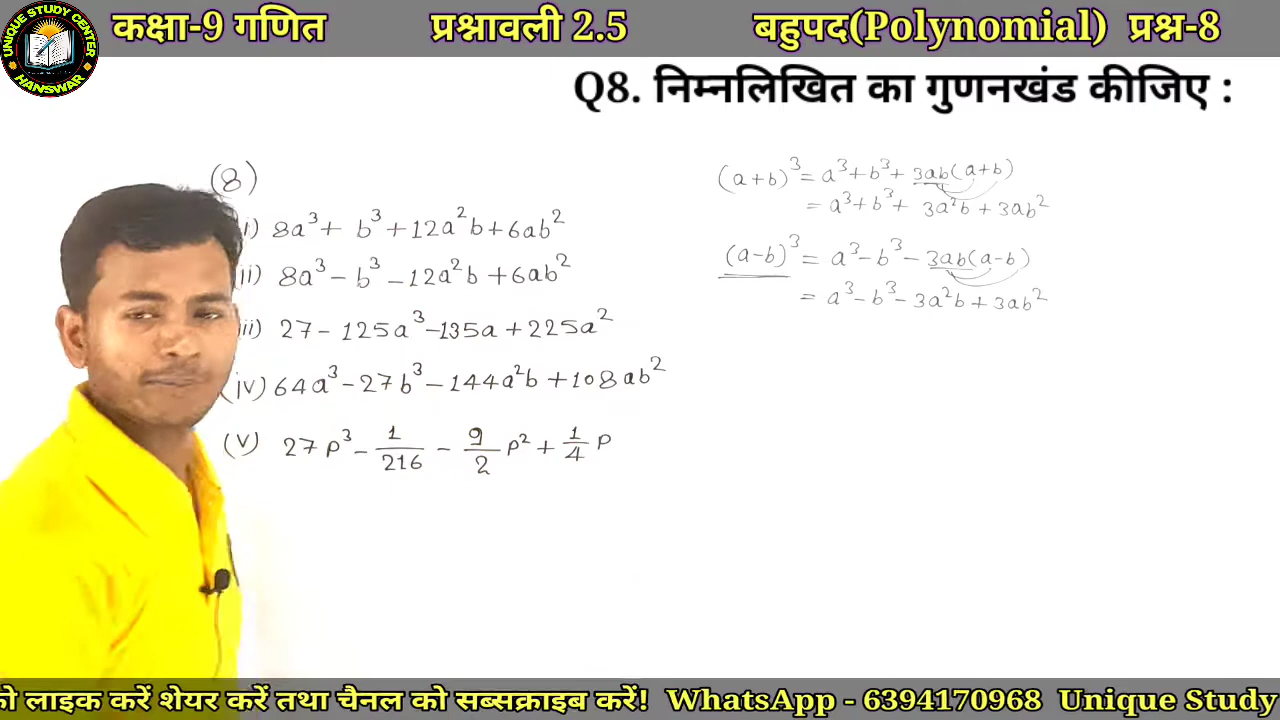 कक्षा-9 गणित प्रश्नावली 2.5 बहुपद(Polynomial) प्रश्न-8
UNIQUE STUDY CENTER
HANSWAR
Q8. निम्नलिखित का गुणनखंड कीजिए :
(8)
i) 8a³ + b³ + 12a²b + 6ab²
ii) 8a³ - b³ - 12a²b + 6ab²
iii) 27 - 125a³ - 135a + 225a²
(iv) 64a³ - 27b³ - 144a²b + 108ab²
(V) 27p³ - 1/216 - 9/2 p² + 1/4 p
(a+b)³ = a³+b³+ 3ab(a+b)
= a³+b³+ 3a²b + 3ab²
(a-b)³ = a³-b³-3ab(a-b)
= a³-b³-3a²b + 3ab²
को लाइक करें शेयर करें तथा चैनल को सब्सक्राइब करें! WhatsApp - 6394170968 Unique Study